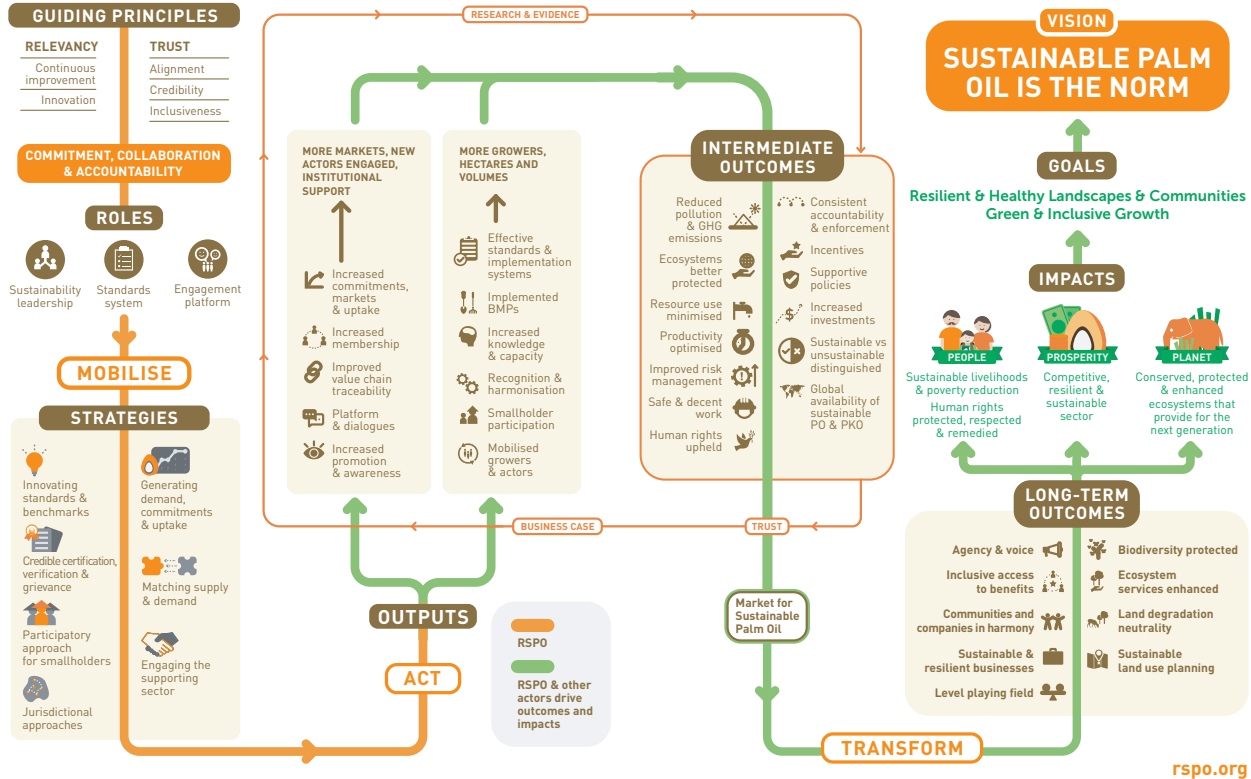 GUIDING PRINCIPLES
RELEVANCY
Continuous
improvement
Innovation
TRUST
Alignment
Credibility
Inclusiveness
COMMITMENT, COLLABORATION
& ACCOUNTABILITY
ROLES
Sustainability
leadership
Standards
system
Engagement
platform
MOBILISE
STRATEGIES
Innovating
standards &
benchmarks
Credible certification,
verification &
grievance
Participatory
approach
for smallholders
Jurisdictional
approaches
Generating
demand,
commitments
& uptake
Matching supply
& demand
Engaging the
supporting
sector
RESEARCH & EVIDENCE
MORE MARKETS, NEW
ACTORS ENGAGED,
INSTITUTIONAL
SUPPORT
Increased
commitments,
markets
& uptake
Increased
membership
Improved
value chain
traceability
Platform
& dialogues
Increased
promotion
& awareness
MORE GROWERS,
HECTARES AND
VOLUMES
Effective
standards &
implementation
systems
Implemented
BMPs
Increased
knowledge
& capacity
Recognition &
harmonisation
Smallholder
participation
Mobilised
growers
& actors
BUSINESS CASE
TRUST
OUTPUTS
ACT
RSPO
RSPO & other
actors drive
outcomes and
impacts
INTERMEDIATE
OUTCOMES
Reduced
pollution
& GHG
emissions
Ecosystems
better
protected
Resource use
minimised
Productivity
optimised
Improved risk
management
Safe & decent
work
Human rights
upheld
Consistent
accountability
& enforcement
Incentives
Supportive
policies
Increased
investments
$
Sustainable vs
unsustainable
distinguished
Global
availability of
sustainable
PO & PKO
Market for
Sustainable
Palm Oil
TRANSFORM
VISION
SUSTAINABLE PALM
OIL IS THE NORM
GOALS
Resilient & Healthy Landscapes & Communities
Green & Inclusive Growth
IMPACTS
PEOPLE
Sustainable livelihoods
& poverty reduction
Human rights
protected, respected
& remedied
PROSPERITY
Competitive,
resilient &
sustainable
sector
PLANET
Conserved, protected
& enhanced
ecosystems that
provide for the
next generation
LONG-TERM
OUTCOMES
Agency & voice
Inclusive access
to benefits
Communities and
companies in harmony
Sustainable &
resilient businesses
Level playing field
Biodiversity protected
Ecosystem
services enhanced
Land degradation
neutrality
Sustainable
land use planning
rspo.org